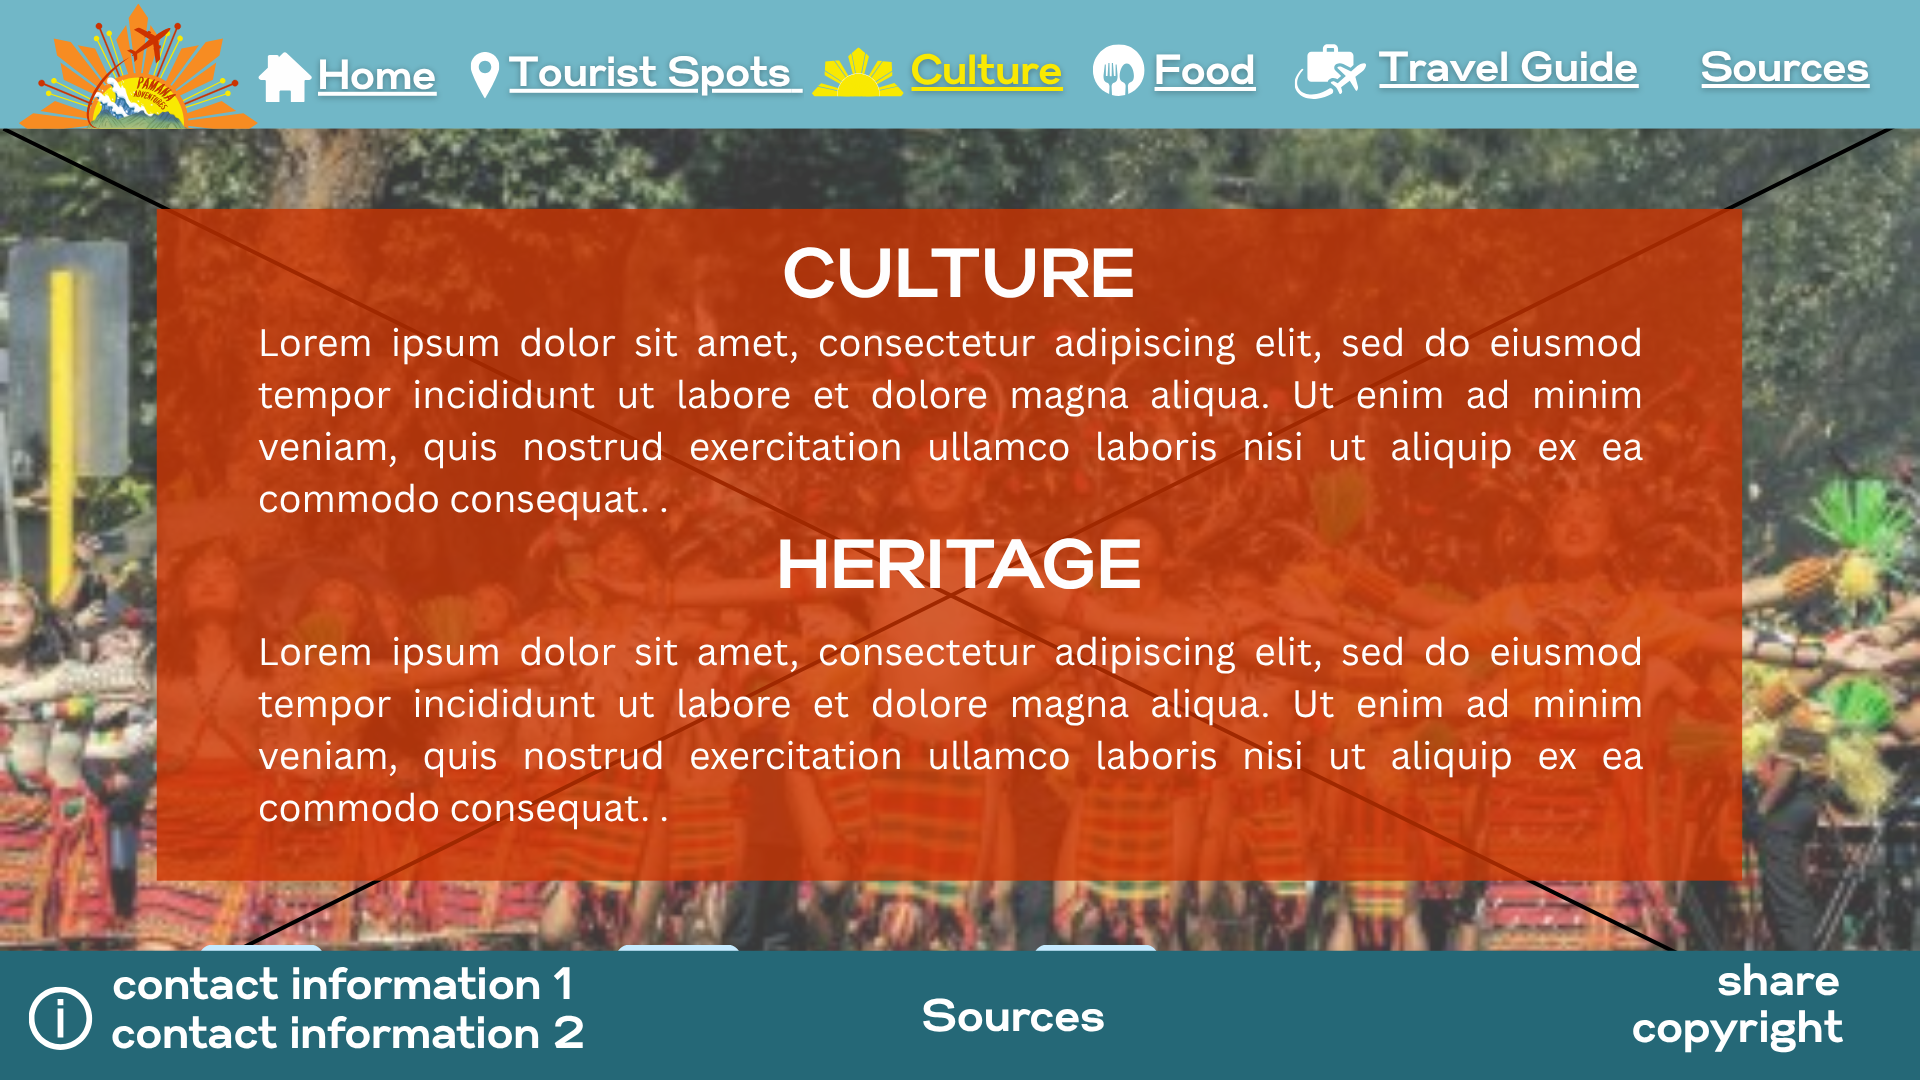 PAMANA
ADVENTURES
Home
Tourist Spots
Culture
Food
Travel Guide
Sources
CULTURE
Lorem ipsum dolor sit amet, consectetur adipiscing elit, sed do eiusmod
tempor incididunt ut labore et dolore magna aliqua. Ut enim ad minim
veniam, quis nostrud exercitation ullamco laboris nisi ut aliquip ex ea
commodo consequat. .
HERITAGE
Lorem ipsum dolor sit amet, consectetur adipiscing elit, sed do eiusmod
tempor incididunt ut labore et dolore magna aliqua. Ut enim ad minim
veniam, quis nostrud exercitation ullamco laboris nisi ut aliquip ex ea
commodo consequat. .
contact information 1
contact information 2
Sources
share
copyright